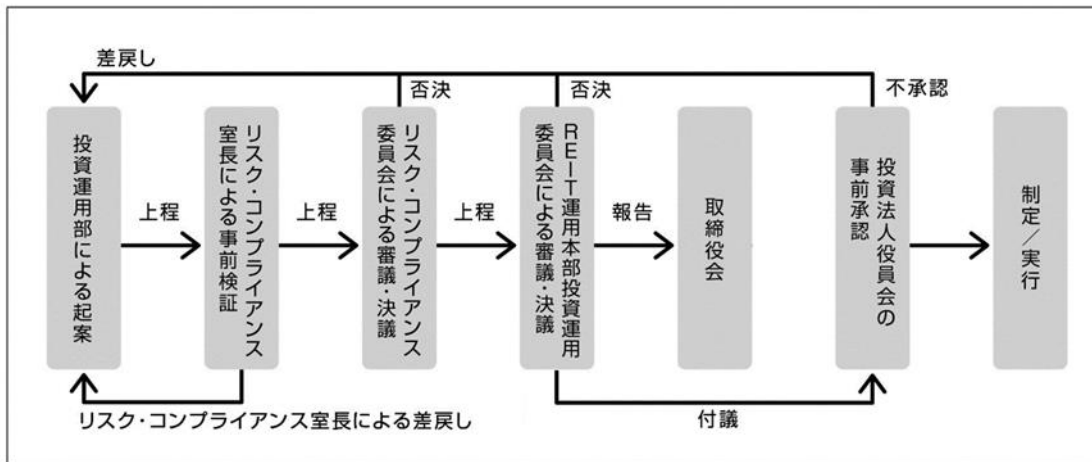 差戻し
否決
否決
不承認
投資運用部による起案
上程
リスク・コンプライアンス
室長による事前検証
上程
リスク・コンプライアンス
委員会による審議・決議
上程
REIT運用本部投資運用
委員会による審議・決議
報告
取締役会
投資法人役員会の
事前承認
制定／実行
リスク・コンプライアンス室長による差戻し
付議